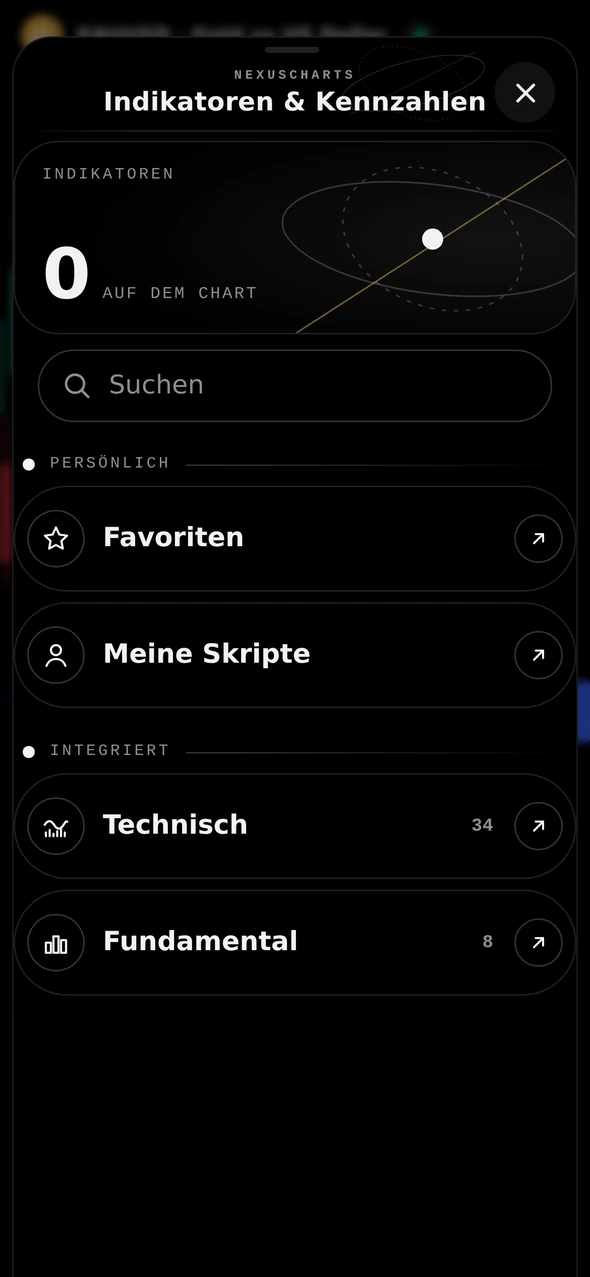 NEXUSCHARTS
Indikatoren & Kennzahlen
INDIKATOREN
0 AUF DEM CHART
Suchen
PERSÖNLICH
Favoriten
Meine Skripte
INTEGRIERT
Technisch 34
Fundamental 8